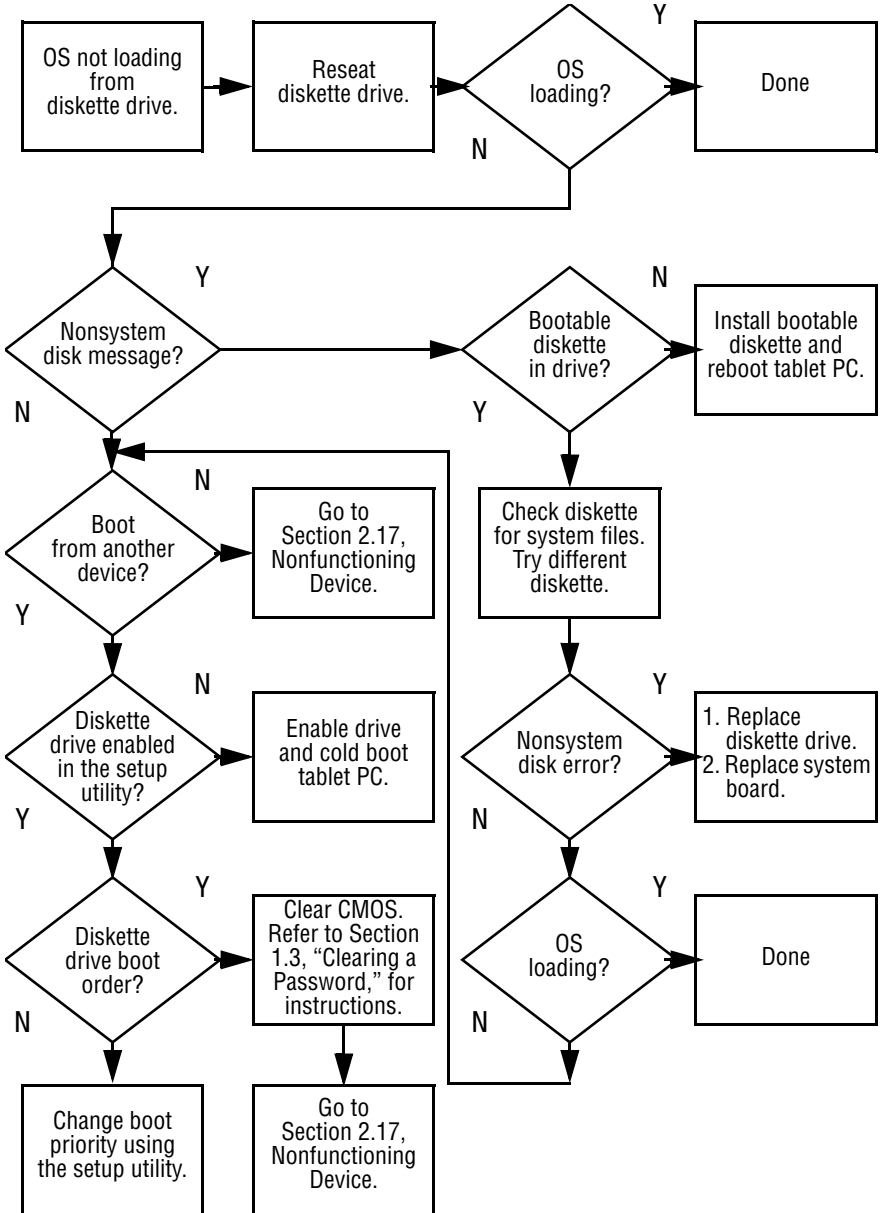 OS not loading
from
diskette drive.
Reseat
diskette drive.
OS
loading?
Y
N
Done
Nonsystem
disk message?
Y
N
Bootable
diskette
in drive?
N
Y
Install bootable
diskette and
reboot tablet PC.
Boot
from another
device?
N
Y
Go to
Section 2.17,
Nonfunctioning
Device.
Check diskette
for system files.
Try different
diskette.
Diskette
drive enabled
in the setup
utility?
N
Y
Enable drive
and cold boot
tablet PC.
Nonsystem
disk error?
Y
N
1. Replace
diskette drive.
2. Replace system
board.
Diskette
drive boot
order?
Y
N
Clear CMOS.
Refer to Section
1.3, “Clearing a
Password,” for
instructions.
OS
loading?
Y
N
Done
Change boot
priority using
the setup utility.
Go to
Section 2.17,
Nonfunctioning
Device.